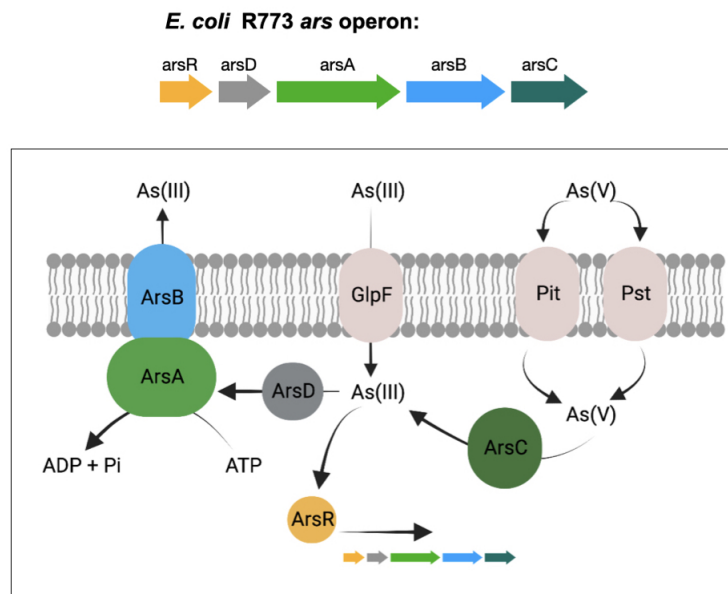 E. coli R773 ars operon:
arsR arsD arsA arsB arsC
As(III) As(III) As(V)
ArsB GlpF Pit Pst
ArsA
ArsD As(III)
As(V)
ArsC
ADP + Pi ATP
ArsR